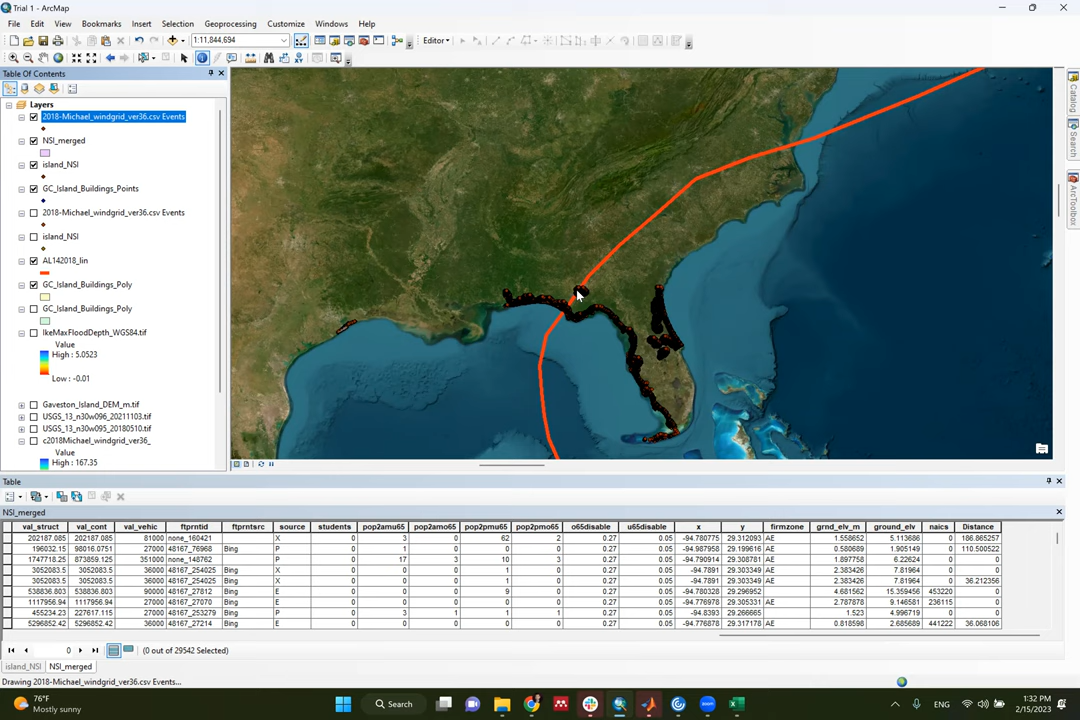 Trial 1 - ArcMap
File Edit View Bookmarks Insert Selection Geoprocessing Customize Windows Help
1:11,844,694 Editor
Table Of Contents
Layers
2018-Michael_windgrid_ver36.csv Events
NSI_merged
island_NSI
GC_Island_Buildings_Points
2018-Michael_windgrid_ver36.csv Events
island_NSI
AL142018_lin
GC_Island_Buildings_Poly
GC_Island_Buildings_Poly
IkeMaxFloodDepth_WGS84.tif
Value
High : 5.0523
Low : -0.01
Gaveston_Island_DEM_m.tif
USGS_13_n30w096_20211103.tif
USGS_13_n30w095_20180510.tif
c2018Michael_windgrid_ver36_
Value
High : 167.35
Catalog
Search
ArcToolbox
Table
NSI_merged
val_struct val_cont val_vehic ftprntid ftprntsrc source students pop2amu65 pop2amo65 pop2pmu65 pop2pmo65 o65disable u65disable x y firmzone grnd_elv_m ground_elv naics Distance
202187.085 202187.085 81000 none_160421 X 0 3 0 62 2 0.27 0.05 -94.780775 29.312093 AE 1.558652 5.113686 0 186.865257
196032.15 98016.0751 27000 48167_76968 Bing P 0 1 0 0 0 0.27 0.05 -94.987958 29.199616 AE 0.580689 1.905149 0 110.500522
1747718.25 873859.125 351000 none_148762 P 0 17 3 10 3 0.27 0.05 -94.790914 29.308781 AE 1.897757 6.22624 0 0
3052083.5 3052083.5 36000 48167_254025 Bing X 0 0 0 1 0 0.27 0.05 -94.7891 29.303349 AE 2.383426 7.81964 0 0
3052083.5 3052083.5 36000 48167_254025 Bing X 0 0 0 1 0 0.27 0.05 -94.7891 29.303349 AE 2.383426 7.81964 0 36.212356
538836.803 538836.803 90000 48167_27812 Bing E 0 0 0 9 0 0.27 0.05 -94.780328 29.296952 4.681562 15.359456 453220 0
1117956.94 1117956.94 27000 48167_27070 Bing E 0 0 0 0 0 0.27 0.05 -94.776978 29.305331 AE 2.787878 9.146581 236115 0
455234.23 227617.115 27000 48167_253279 Bing P 0 3 1 1 1 0.27 0.05 -94.8393 29.266665 AE 1.523 4.996719 0 0
5296852.42 5296852.42 36000 48167_27214 Bing E 0 0 0 0 0 0.27 0.05 -94.776878 29.317178 AE 0.818598 2.685689 441222 36.068106
0 (0 out of 29542 Selected)
island_NSI NSI_merged
Drawing 2018-Michael_windgrid_ver36.csv Events...
76°F
Mostly sunny
Search
ENG
1:32 PM
2/15/2023